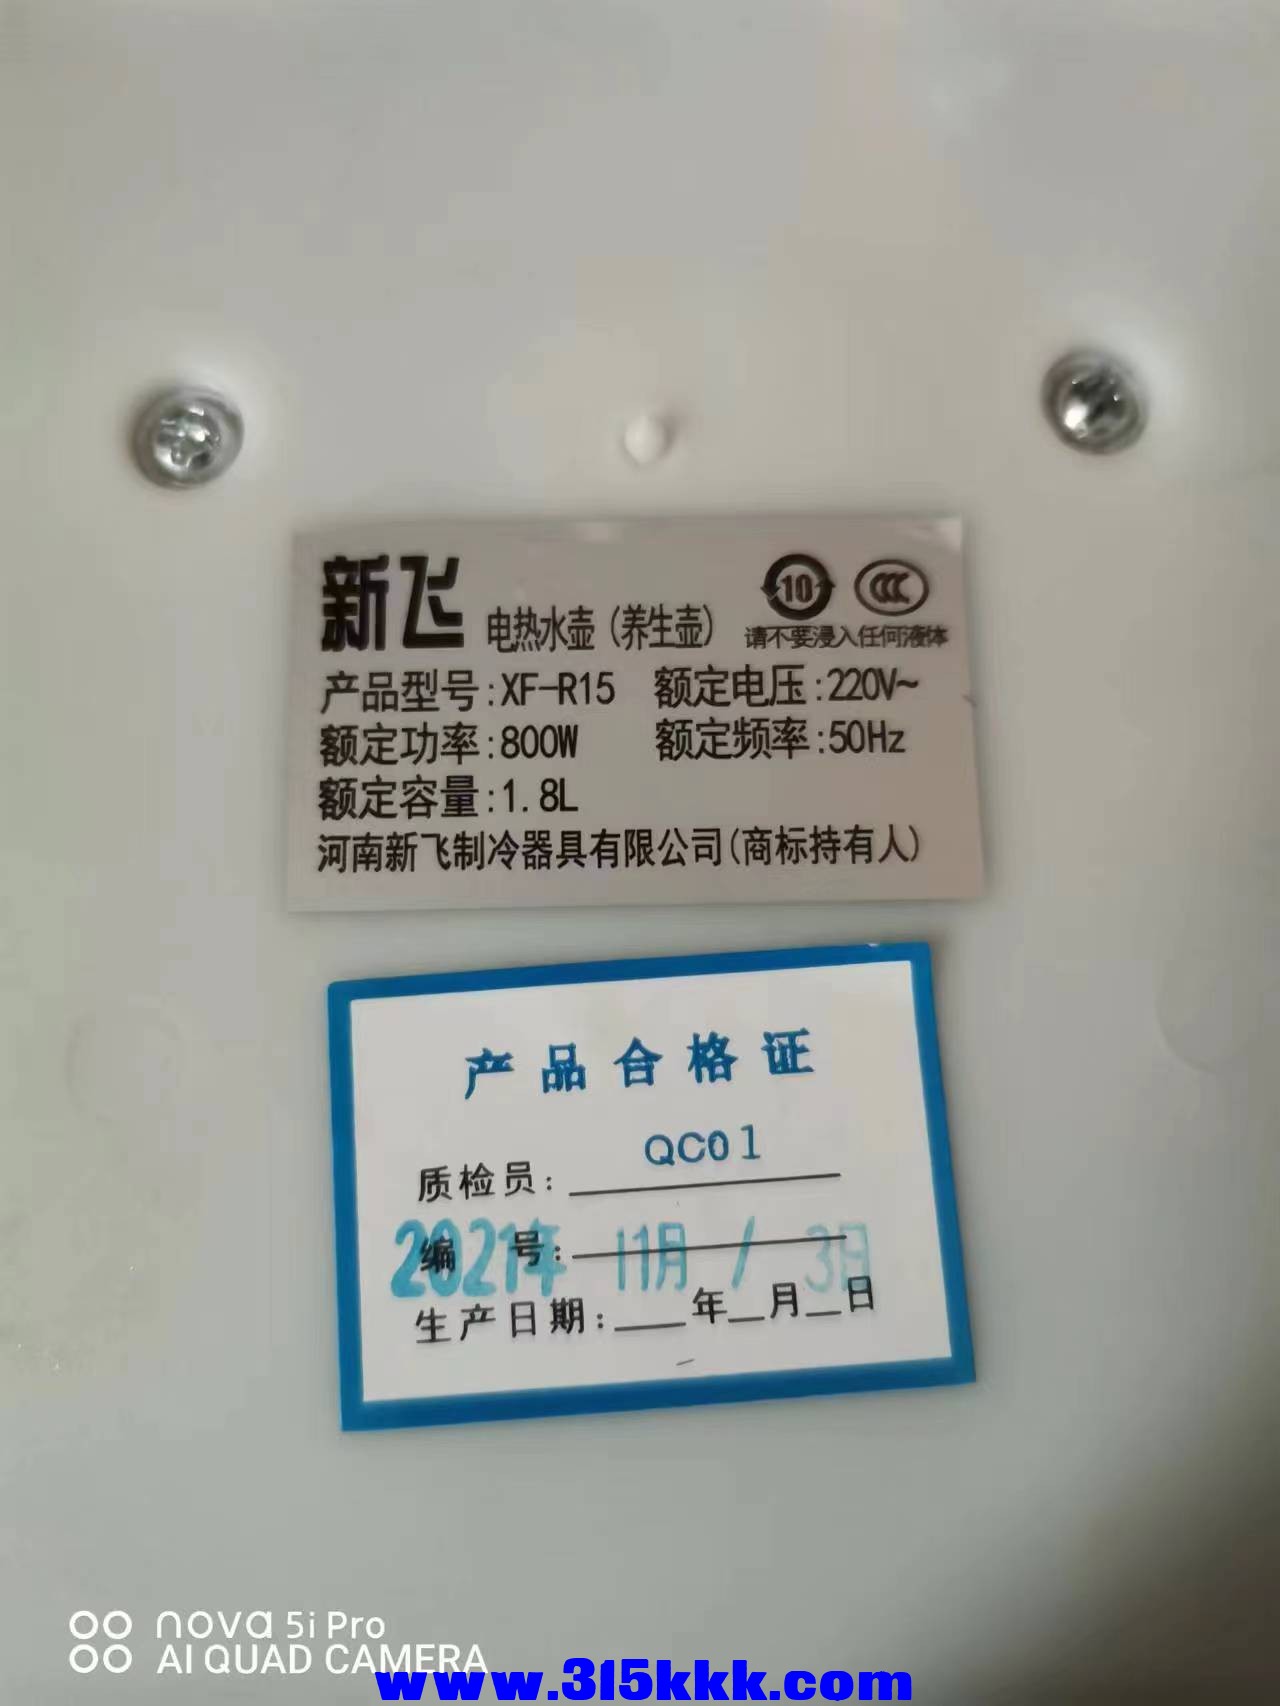 新飞 电热水壶(养生壶) 10 CCC
请不要浸入任何液体
产品型号:XF-R15 额定电压:220V~
额定功率:800W 额定频率:50Hz
额定容量:1.8L
河南新飞制冷器具有限公司(商标持有人)
产品合格证
质检员: QC01
编 号:
2021年 11月 / 3日
生产日期: 年 月 日
nova 5i Pro
AI QUAD CAMERA
www.315kkk.com